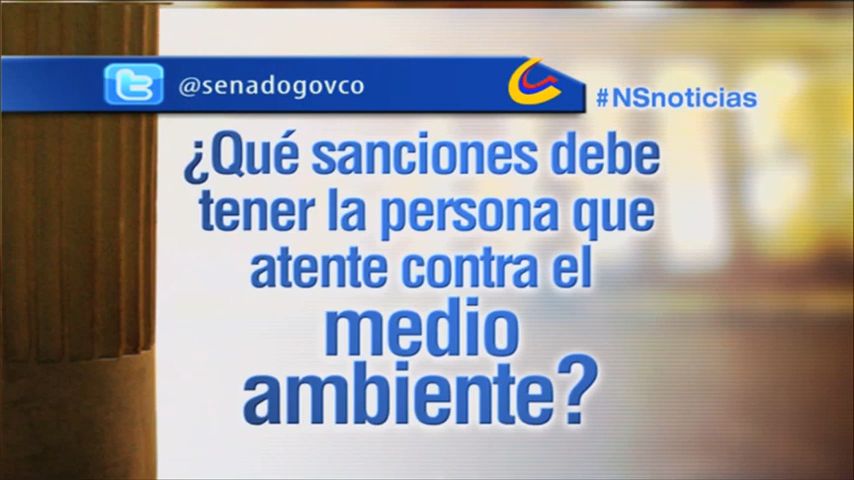 @senadogovco
#NSnoticias
¿Qué sanciones debe
tener la persona que
atente contra el
medio
ambiente?